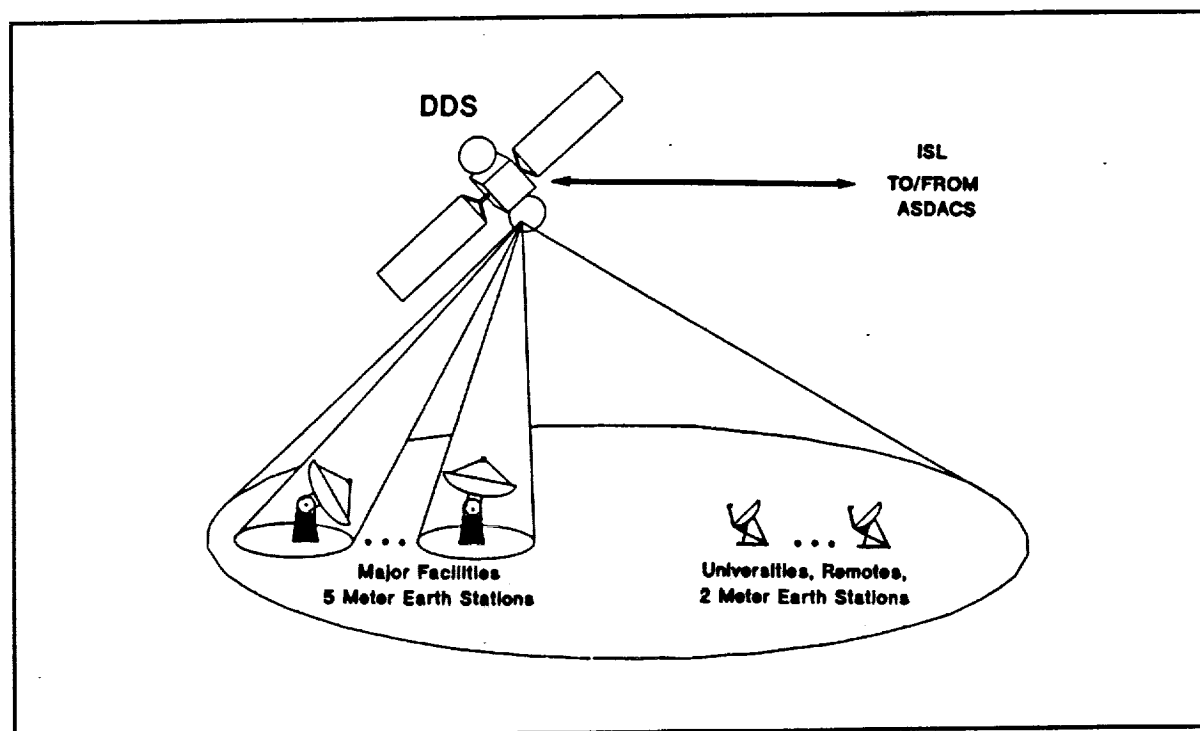 DDS
ISL
TO/FROM
ASDACS
Major Facilities
5 Meter Earth Stations
Universities, Remotes,
2 Meter Earth Stations